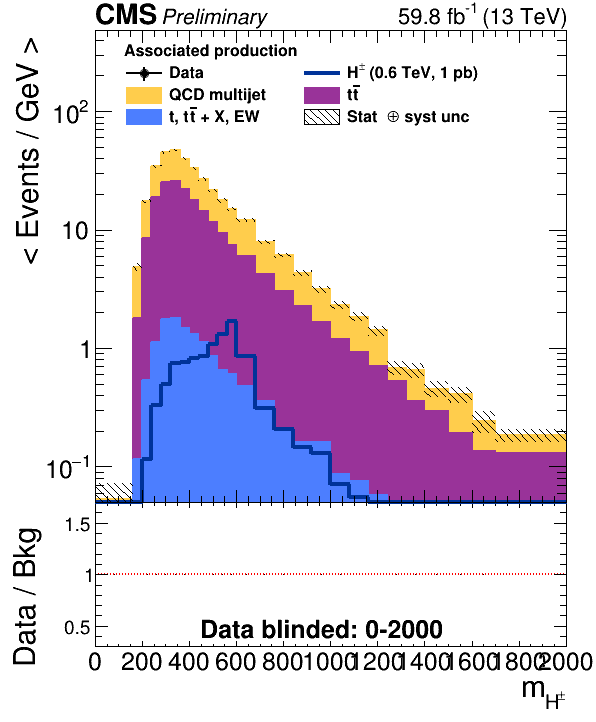 CMS Preliminary 59.8 fb⁻¹ (13 TeV)
< Events / GeV >
Associated production
Data
H± (0.6 TeV, 1 pb)
QCD multijet
tt̅
t, tt̅ + X, EW
Stat ⊕ syst unc
10²
10
1
10⁻¹
Data / Bkg
1.5
1
0.5
Data blinded: 0-2000
0 200 400 600 800 1000 1200 1400 1600 1800 2000
m_H±